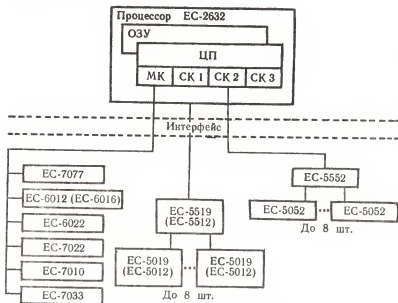 Процессор ЕС-2632
ОЗУ
ЦП
МК СК 1 СК 2 СК 3
Интерфейс
ЕС-7077
ЕС-6012 (ЕС-6016)
ЕС-6022
ЕС-7022
ЕС-7010
ЕС-7033
ЕС-5519
(ЕС-5512)
ЕС-5019
(ЕС-5012)
...
ЕС-5019
(ЕС-5012)
До 8 шт.
ЕС-5552
ЕС-5052 ... ЕС-5052
До 8 шт.